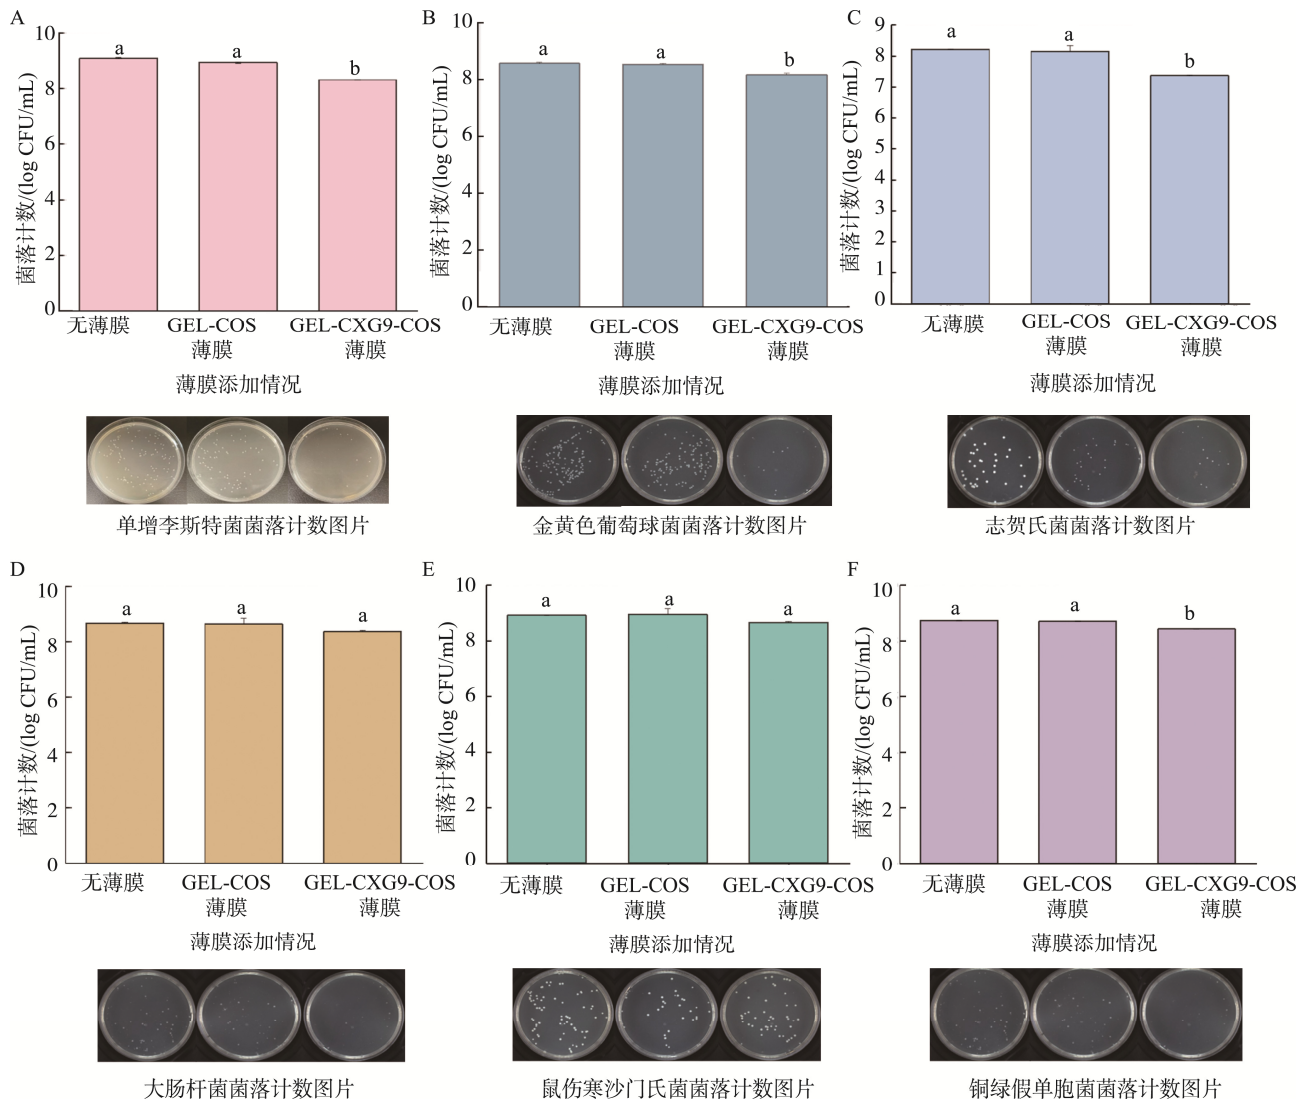 A
菌落计数/(log CFU/mL)
10
8
6
4
2
0
a
a
b
无薄膜
GEL-COS
薄膜
GEL-CXG9-COS
薄膜
薄膜添加情况
单增李斯特菌菌落计数图片
B
菌落计数/(log CFU/mL)
10
8
6
4
2
0
a
a
b
无薄膜
GEL-COS
薄膜
GEL-CXG9-COS
薄膜
薄膜添加情况
金黄色葡萄球菌菌落计数图片
C
菌落计数/(log CFU/mL)
9
8
7
6
5
4
3
2
1
0
a
a
b
无薄膜
GEL-COS
薄膜
GEL-CXG9-COS
薄膜
薄膜添加情况
志贺氏菌菌落计数图片
D
菌落计数/(log CFU/mL)
10
8
6
4
2
0
a
a
a
无薄膜
GEL-COS
薄膜
GEL-CXG9-COS
薄膜
薄膜添加情况
大肠杆菌菌落计数图片
E
菌落计数/(log CFU/mL)
10
8
6
4
2
0
a
a
a
无薄膜
GEL-COS
薄膜
GEL-CXG9-COS
薄膜
薄膜添加情况
鼠伤寒沙门氏菌菌落计数图片
F
菌落计数/(log CFU/mL)
10
8
6
4
2
0
a
a
b
无薄膜
GEL-COS
薄膜
GEL-CXG9-COS
薄膜
薄膜添加情况
铜绿假单胞菌菌落计数图片